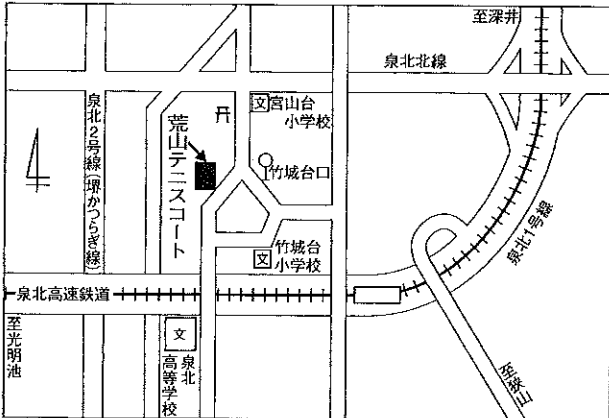 至深井
泉北北線
文宮山台
小学校
荒山テニスコート
竹城台口
泉北2号線(堺かつらぎ線)
泉北1号線
文
竹城台
小学校
泉北高速鉄道
至光明池
文
泉北
高等学校
至狭山